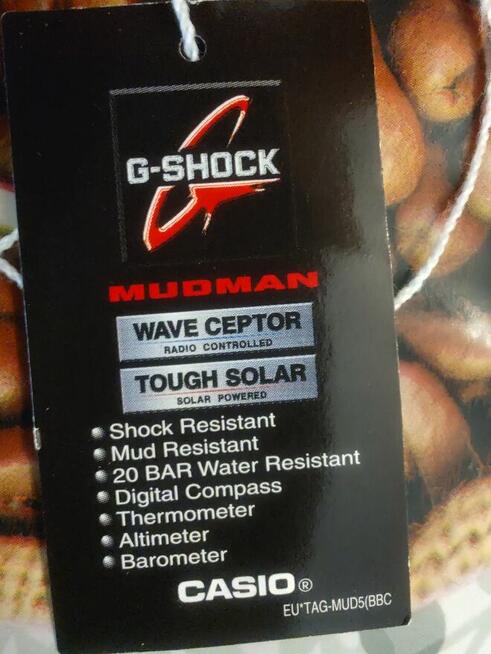 G-SHOCK
MUDMAN
WAVE CEPTOR
RADIO CONTROLLED
TOUGH SOLAR
SOLAR POWERED
Shock Resistant
Mud Resistant
20 BAR Water Resistant
Digital Compass
Thermometer
Altimeter
Barometer
CASIO®
EU*TAG-MUD5(BBC